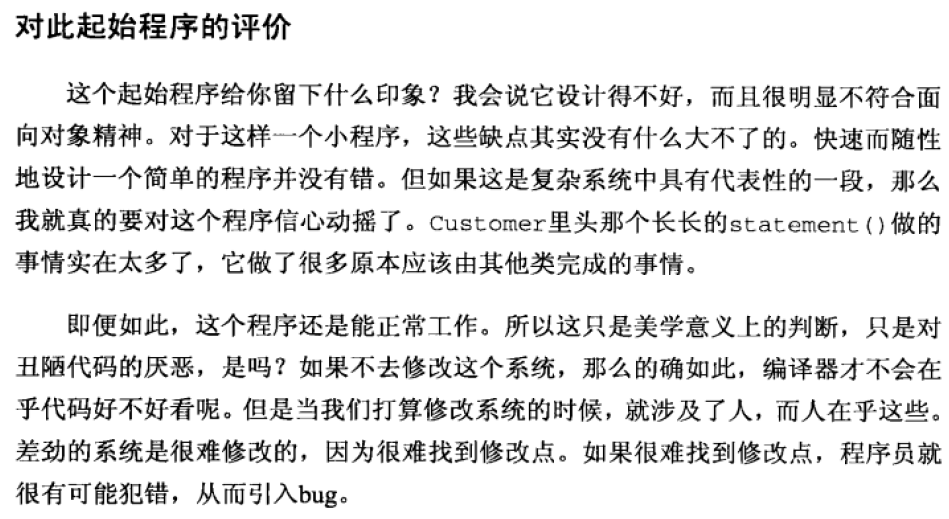 对此起始程序的评价
这个起始程序给你留下什么印象？我会说它设计得不好，而且很明显不符合面
向对象精神。对于这样一个小程序，这些缺点其实没有什么大不了的。快速而随性
地设计一个简单的程序并没有错。但如果这是复杂系统中具有代表性的一段，那么
我就真的要对这个程序信心动摇了。Customer里头那个长长的statement()做的
事情实在太多了，它做了很多原本应该由其他类完成的事情。
即便如此，这个程序还是能正常工作。所以这只是美学意义上的判断，只是对
丑陋代码的厌恶，是吗？如果不去修改这个系统，那么的确如此，编译器才不会在
乎代码好不好看呢。但是当我们打算修改系统的时候，就涉及了人，而人在乎这些。
差劲的系统是很难修改的，因为很难找到修改点。如果很难找到修改点，程序员就
很有可能犯错，从而引入bug。